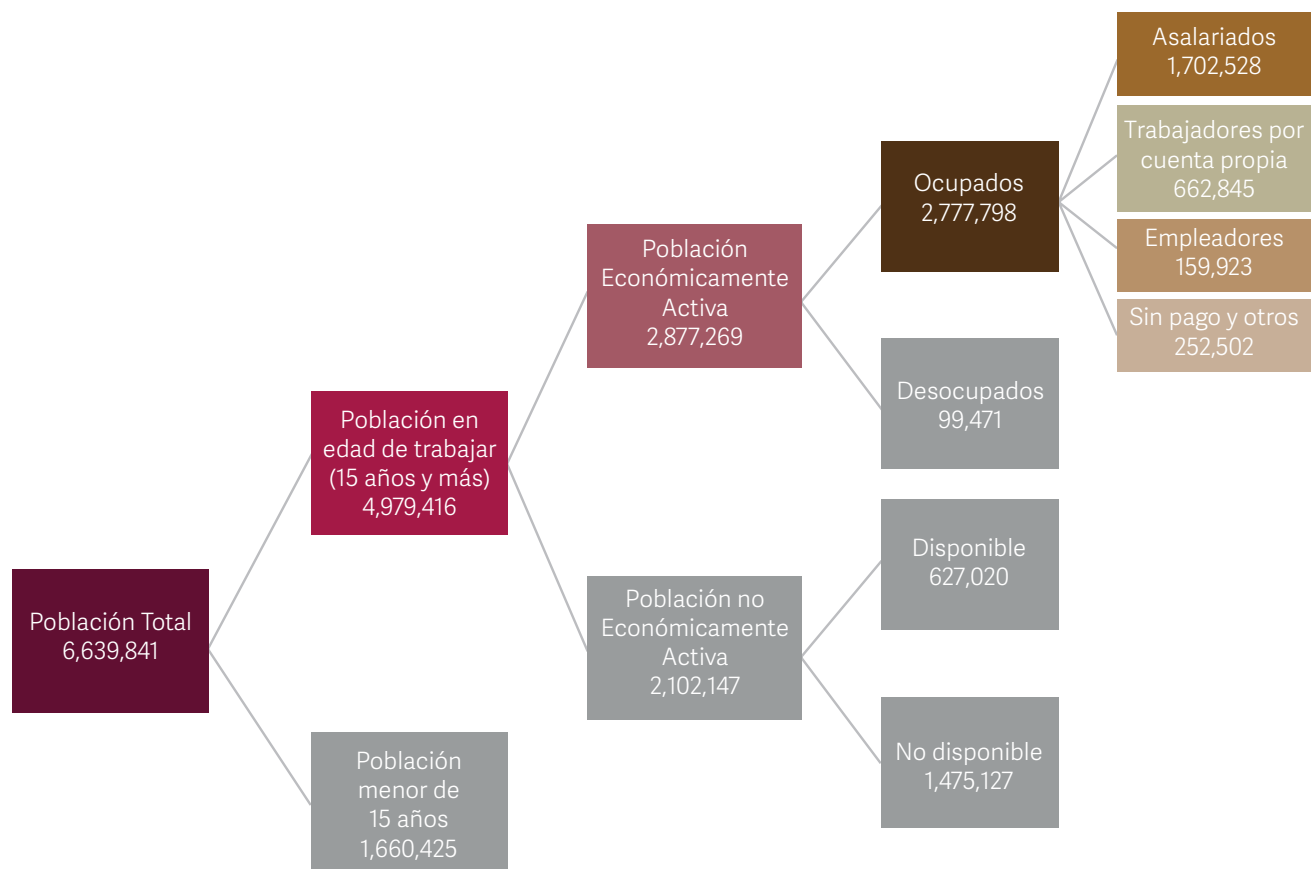 Asalariados
1,702,528
Trabajadores por
cuenta propia
662,845
Ocupados
2,777,798
Empleadores
159,923
Población
Económicamente
Activa
2,877,269
Sin pago y otros
252,502
Desocupados
99,471
Población en
edad de trabajar
(15 años y más)
4,979,416
Disponible
627,020
Población no
Económicamente
Activa
2,102,147
Población Total
6,639,841
No disponible
1,475,127
Población
menor de
15 años
1,660,425